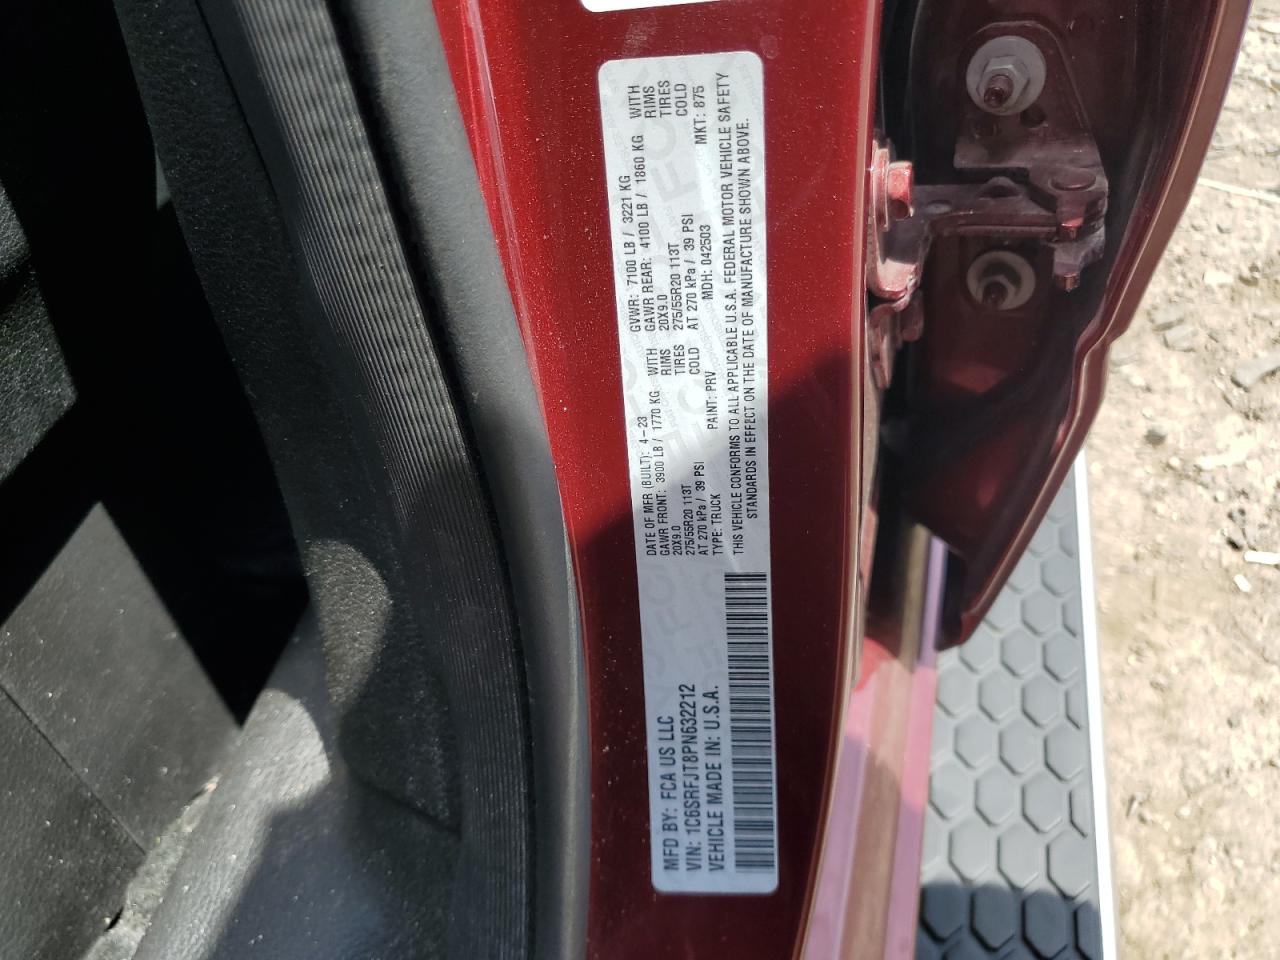 MFD BY: FCA US LLC
VIN: 1C6SRFJT8PN632212
VEHICLE MADE IN: U.S.A.
DATE OF MFR (BUILT): 4-23 GVWR: 7100 LB / 3221 KG
GAWR FRONT: 3900 LB / 1770 KG WITH GAWR REAR: 4100 LB / 1860 KG WITH
20X9.0 RIMS 20X9.0 RIMS
275/55R20 113T TIRES 275/55R20 113T TIRES
AT 270 kPa / 39 PSI COLD AT 270 kPa / 39 PSI COLD
TYPE: TRUCK PAINT: PRV MDH: 042503 MKT: 875
THIS VEHICLE CONFORMS TO ALL APPLICABLE U.S.A. FEDERAL MOTOR VEHICLE SAFETY
STANDARDS IN EFFECT ON THE DATE OF MANUFACTURE SHOWN ABOVE.